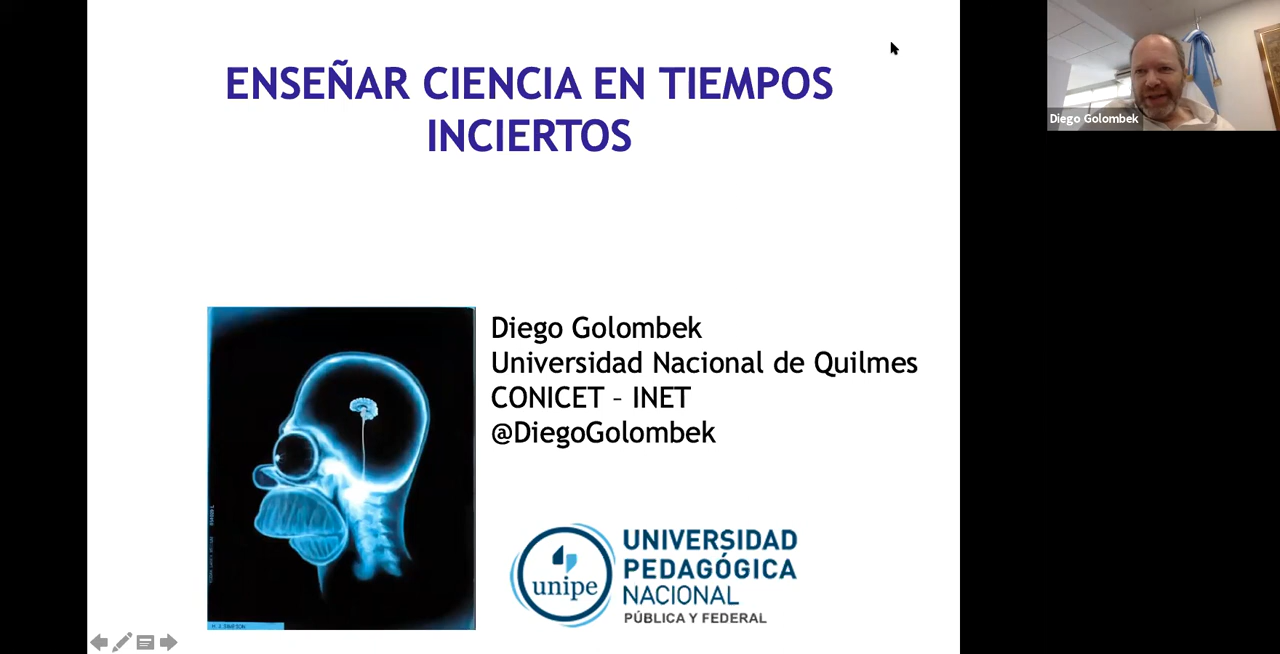 ENSEÑAR CIENCIA EN TIEMPOS
INCIERTOS
Diego Golombek
Diego Golombek
Universidad Nacional de Quilmes
CONICET – INET
@DiegoGolombek
unipe
UNIVERSIDAD
PEDAGÓGICA
NACIONAL
PÚBLICA Y FEDERAL